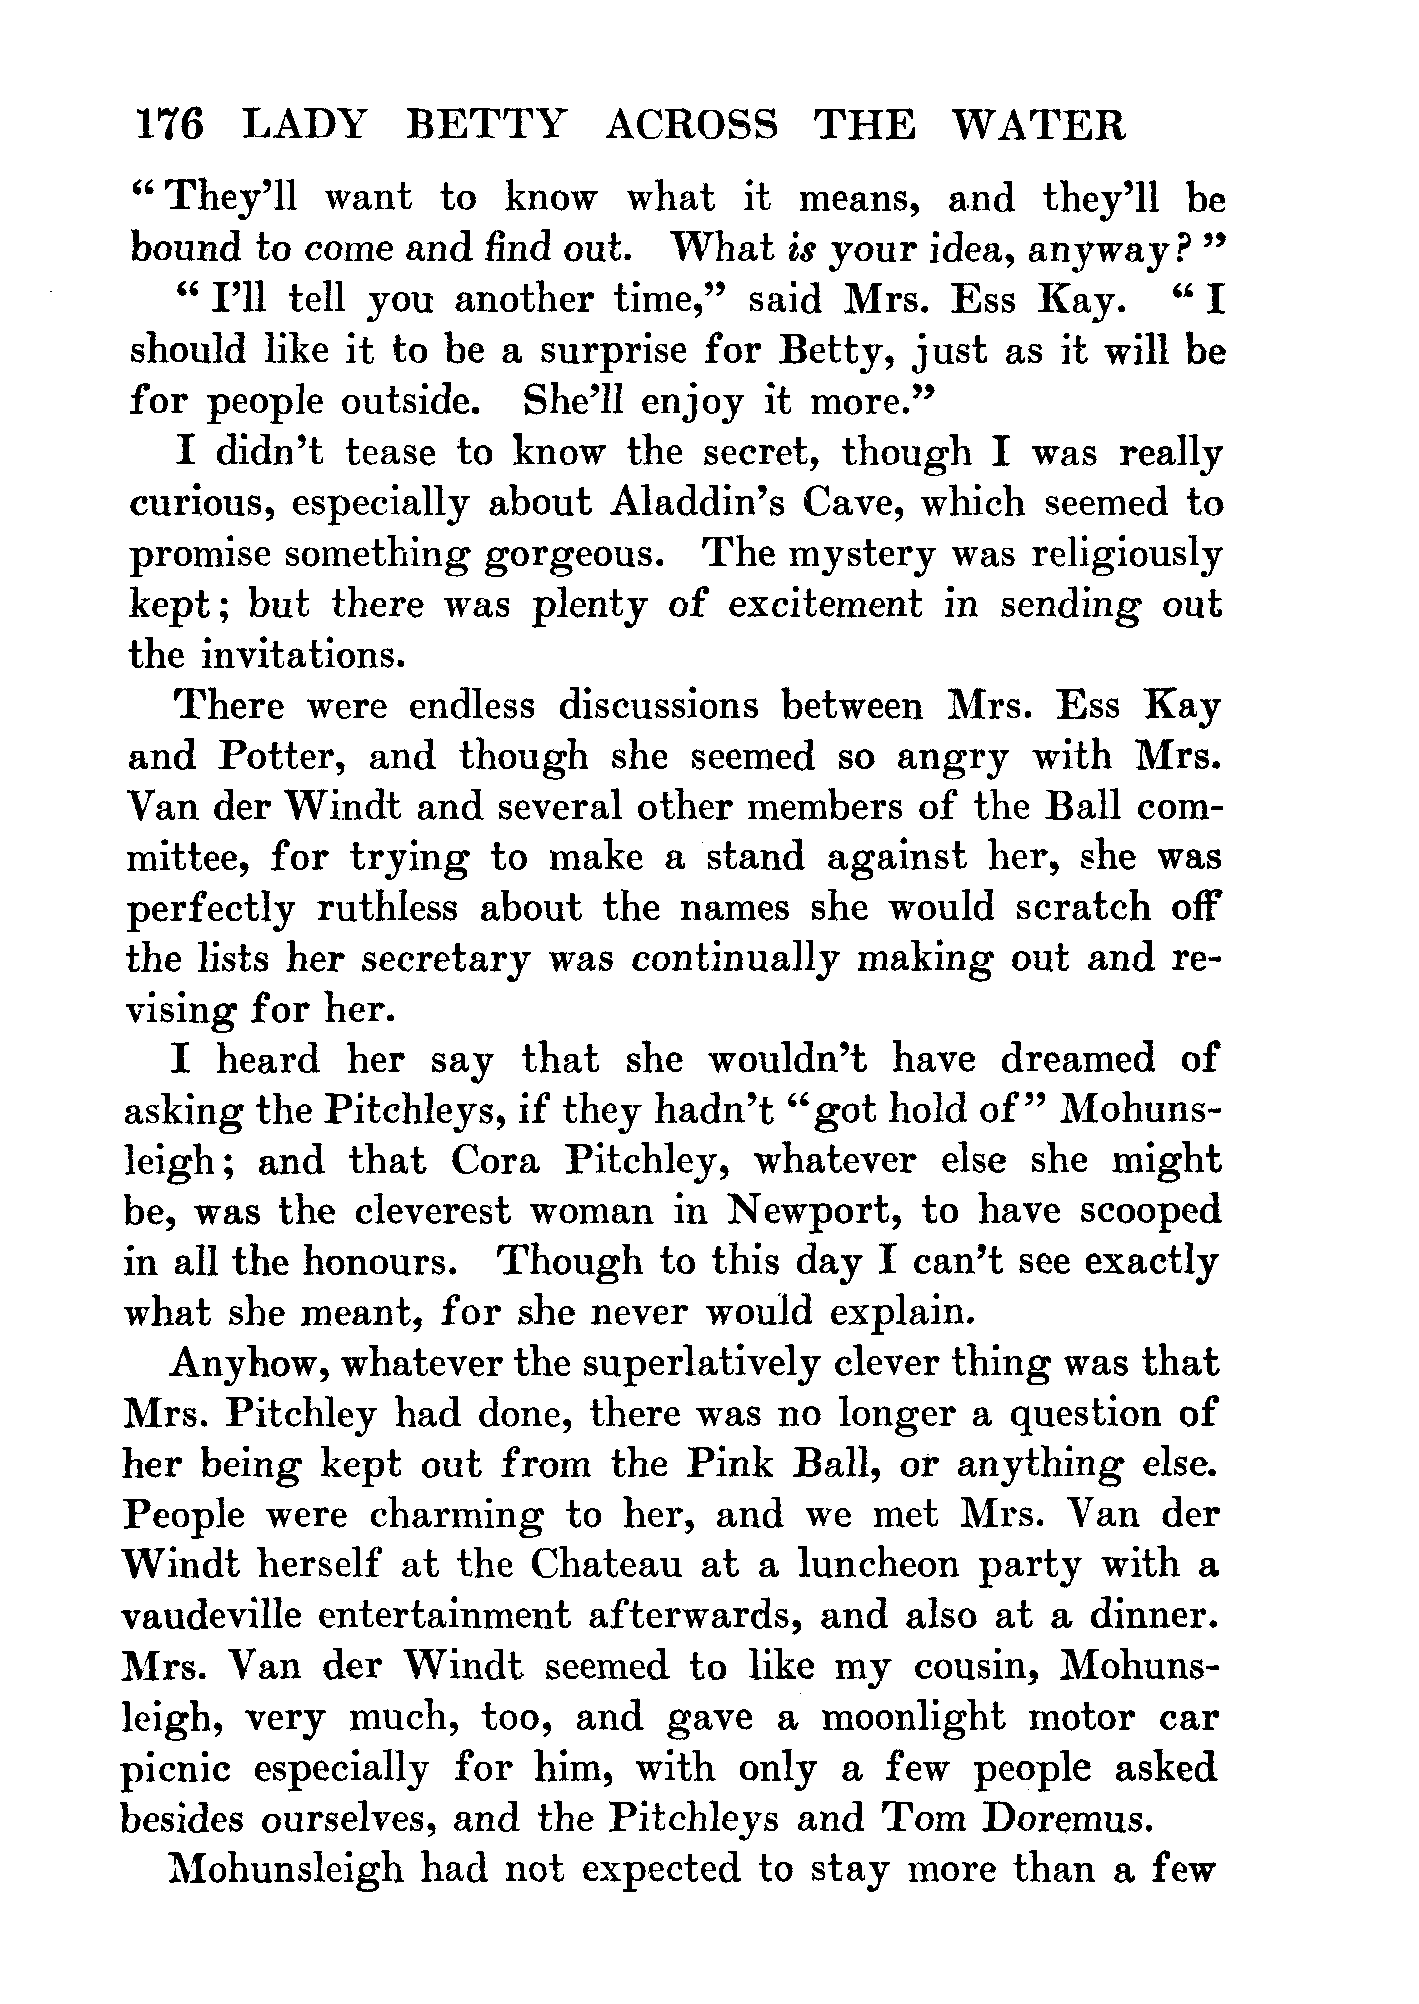 176 LADY BETTY ACROSS THE WATER
"They'll want to know what it means, and they'll be
bound to come and find out. What is your idea, anyway?"
"I'll tell you another time," said Mrs. Ess Kay. "I
should like it to be a surprise for Betty, just as it will be
for people outside. She'll enjoy it more."
I didn't tease to know the secret, though I was really
curious, especially about Aladdin's Cave, which seemed to
promise something gorgeous. The mystery was religiously
kept; but there was plenty of excitement in sending out
the invitations.
There were endless discussions between Mrs. Ess Kay
and Potter, and though she seemed so angry with Mrs.
Van der Windt and several other members of the Ball com-
mittee, for trying to make a stand against her, she was
perfectly ruthless about the names she would scratch off
the lists her secretary was continually making out and re-
vising for her.
I heard her say that she wouldn't have dreamed of
asking the Pitchleys, if they hadn't "got hold of" Mohuns-
leigh; and that Cora Pitchley, whatever else she might
be, was the cleverest woman in Newport, to have scooped
in all the honours. Though to this day I can't see exactly
what she meant, for she never would explain.
Anyhow, whatever the superlatively clever thing was that
Mrs. Pitchley had done, there was no longer a question of
her being kept out from the Pink Ball, or anything else.
People were charming to her, and we met Mrs. Van der
Windt herself at the Chateau at a luncheon party with a
vaudeville entertainment afterwards, and also at a dinner.
Mrs. Van der Windt seemed to like my cousin, Mohuns-
leigh, very much, too, and gave a moonlight motor car
picnic especially for him, with only a few people asked
besides ourselves, and the Pitchleys and Tom Doremus.
Mohunsleigh had not expected to stay more than a few